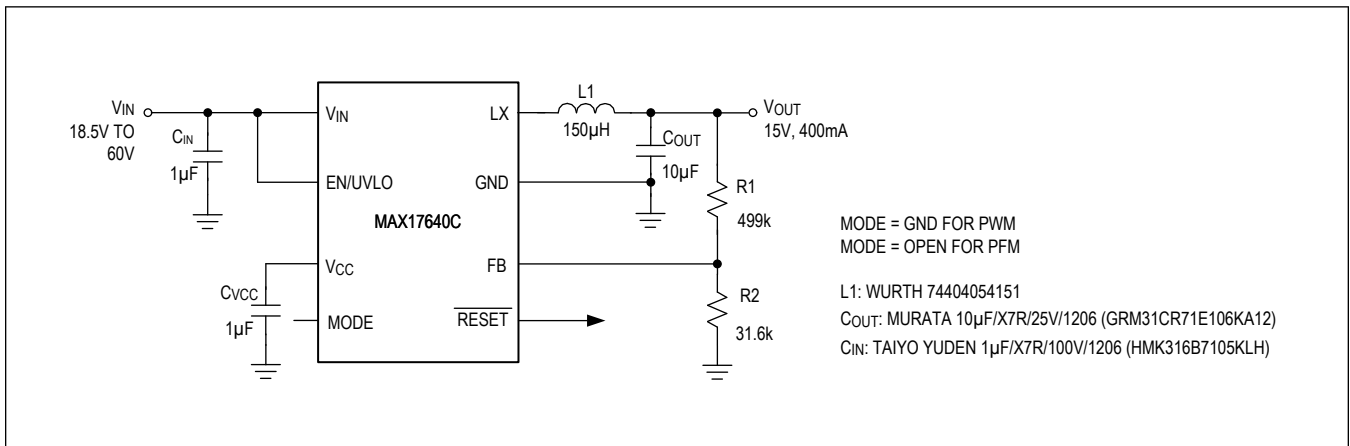 VIN
18.5V TO
60V
CIN
1µF
VIN
EN/UVLO
MAX17640C
VCC
CVCC
1µF
MODE
LX
GND
FB
RESET
L1
150µH
COUT
10µF
VOUT
15V, 400mA
R1
499k
R2
31.6k
MODE = GND FOR PWM
MODE = OPEN FOR PFM
L1: WURTH 74404054151
COUT: MURATA 10µF/X7R/25V/1206 (GRM31CR71E106KA12)
CIN: TAIYO YUDEN 1µF/X7R/100V/1206 (HMK316B7105KLH)